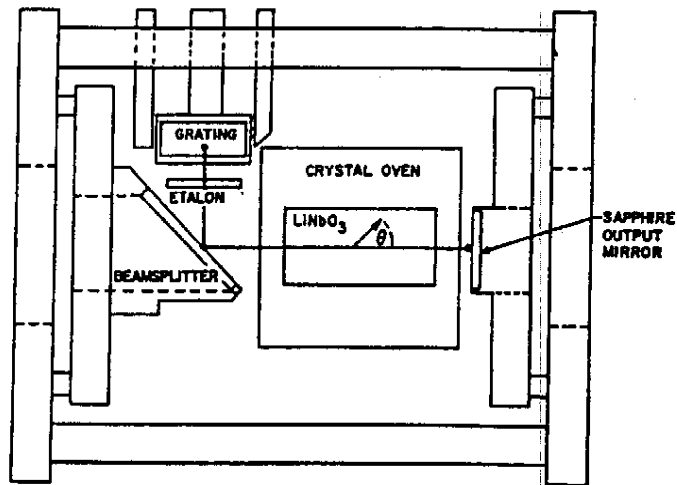 GRATING
CRYSTAL OVEN
ETALON
LiNbO3
θ
SAPPHIRE
OUTPUT
MIRROR
BEAMSPLITTER